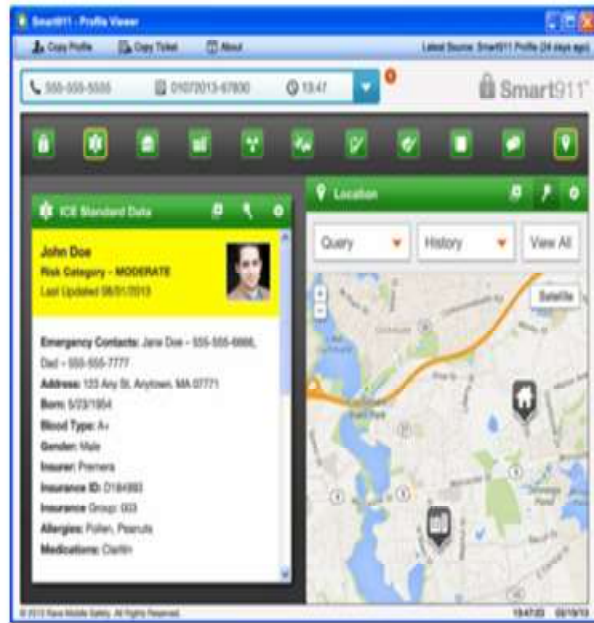 Smart911 - Profile Viewer
Copy Profile Copy Ticket About Latest Source: Smart911 Profile (24 days ago)
555-555-5555 01072013-67890 13:47 Smart911™
ICE Standard Data
Location
John Doe
Risk Category - MODERATE
Last Updated 08/01/2013
Query History View All
Satellite
Emergency Contacts: Jane Doe - 555-555-6666,
Dad - 555-555-7777
Address: 123 Any St. Anytown, MA 07771
Born: 5/23/1954
Blood Type: A+
Gender: Male
Insurer: Premera
Insurance ID: D184993
Insurance Group: 003
Allergies: Pollen, Peanuts
Medications: Claritin
© 2013 Rave Mobile Safety. All Rights Reserved. 13:47:23 03/10/13